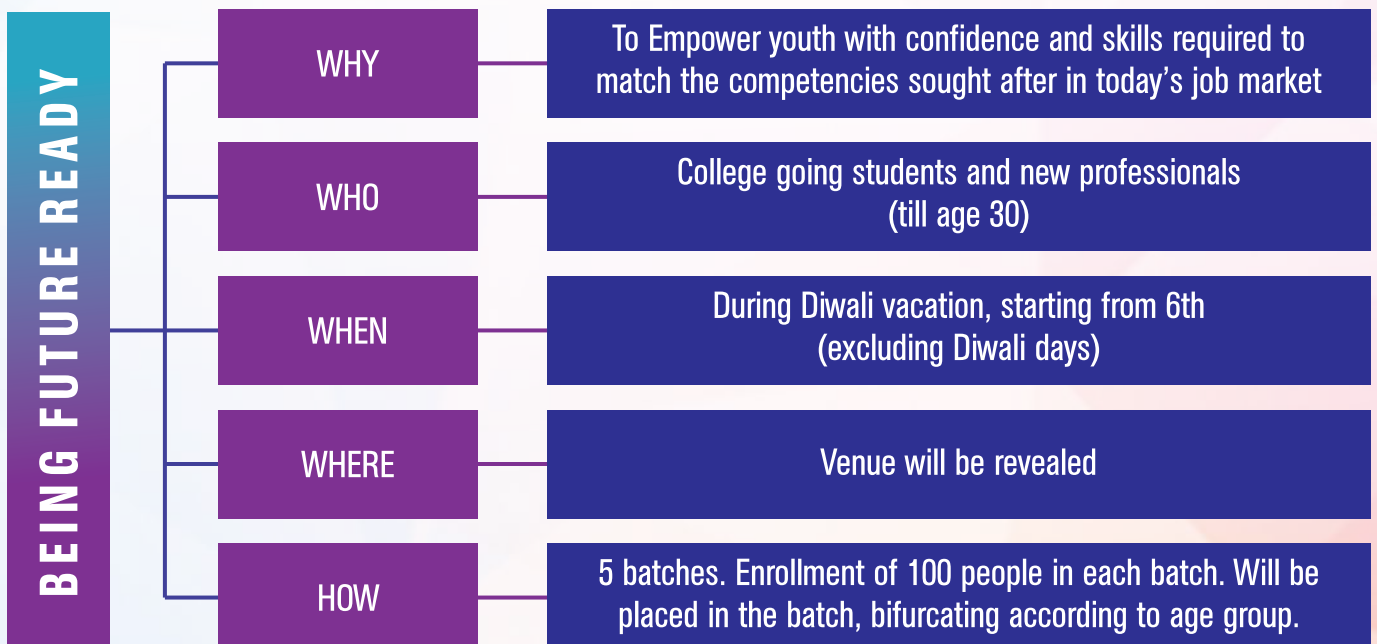 BEING FUTURE READY
WHY
To Empower youth with confidence and skills required to
match the competencies sought after in today's job market
WHO
College going students and new professionals
(till age 30)
WHEN
During Diwali vacation, starting from 6th
(excluding Diwali days)
WHERE
Venue will be revealed
HOW
5 batches. Enrollment of 100 people in each batch. Will be
placed in the batch, bifurcating according to age group.